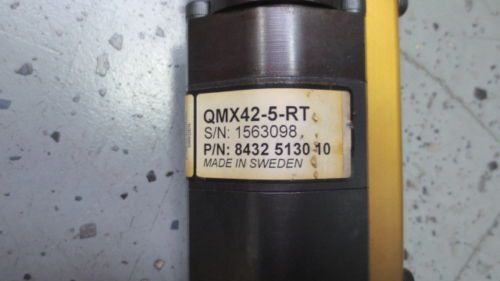 QMX42-5-RT
S/N: 1563098
P/N: 8432 5130 10
MADE IN SWEDEN